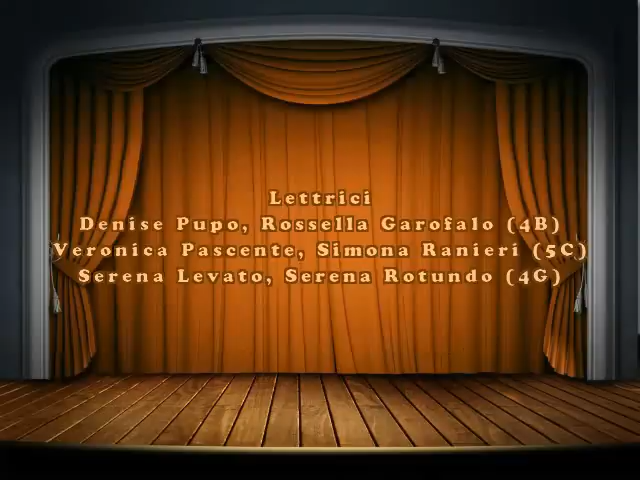 Lettrici
Denise Pupo, Rossella Garofalo (4B)
Veronica Pascente, Simona Ranieri (5C)
Serena Levato, Serena Rotundo (4G)